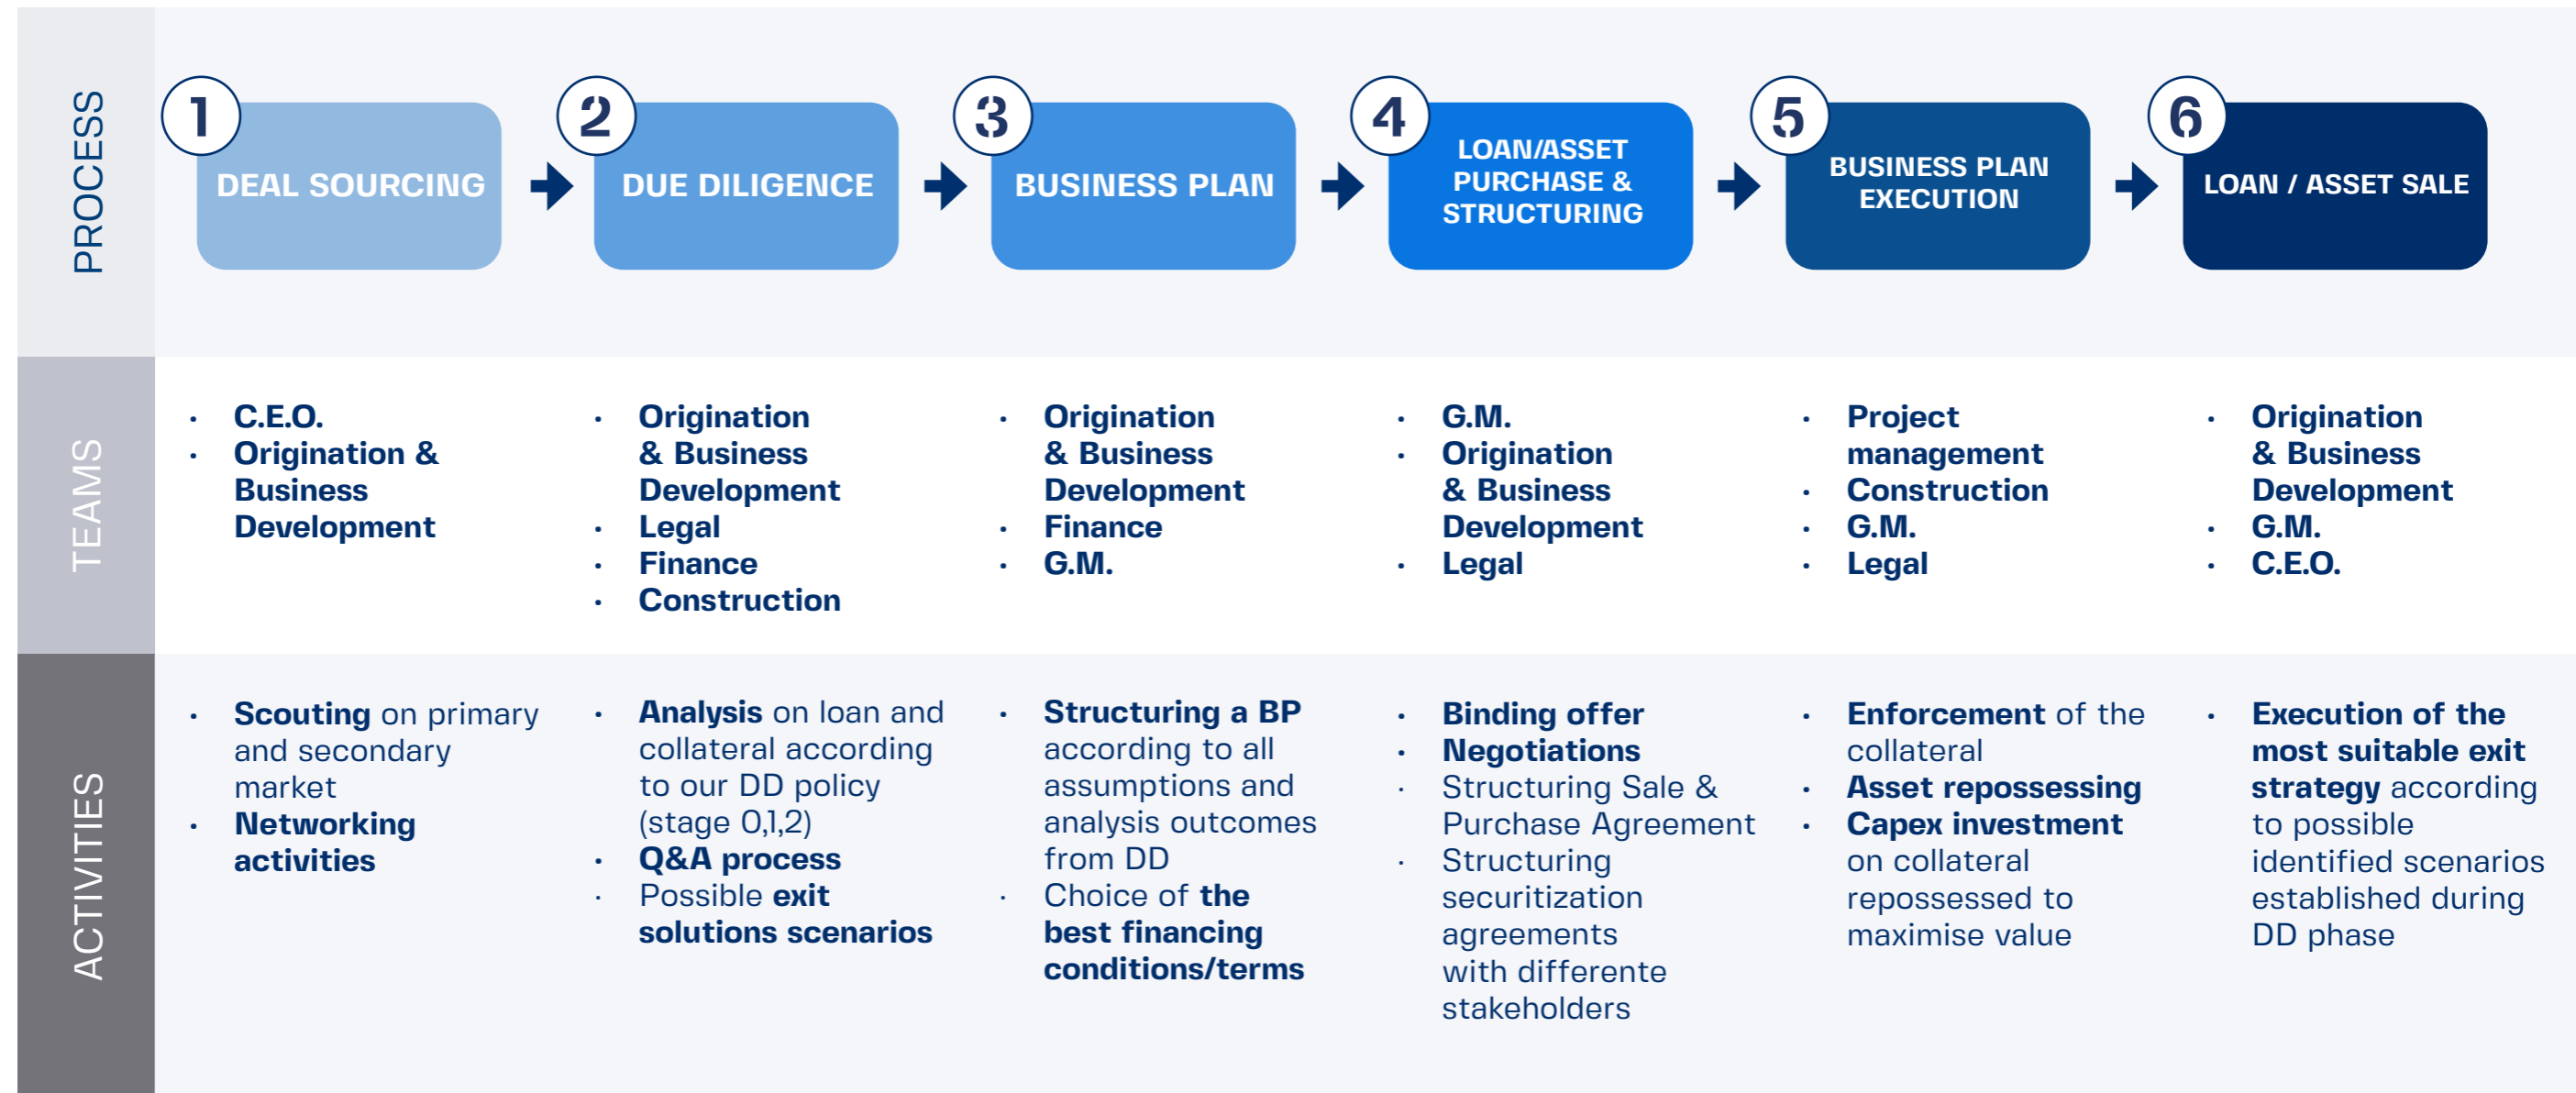 PROCESS
1
DEAL SOURCING
2
DUE DILIGENCE
3
BUSINESS PLAN
4
LOAN/ASSET
PURCHASE &
STRUCTURING
5
BUSINESS PLAN
EXECUTION
6
LOAN / ASSET SALE
TEAMS
· C.E.O.
· Origination &
Business
Development
· Origination
& Business
Development
· Legal
· Finance
· Construction
· Origination
& Business
Development
· Finance
· G.M.
· G.M.
· Origination
& Business
Development
· Legal
· Project
management
· Construction
· G.M.
· Legal
· Origination
& Business
Development
· G.M.
· C.E.O.
ACTIVITIES
· Scouting on primary
and secondary
market
· Networking
activities
· Analysis on loan and
collateral according
to our DD policy
(stage 0,1,2)
· Q&A process
· Possible exit
solutions scenarios
· Structuring a BP
according to all
assumptions and
analysis outcomes
from DD
· Choice of the
best financing
conditions/terms
· Binding offer
· Negotiations
· Structuring Sale &
Purchase Agreement
· Structuring
securitization
agreements
with differente
stakeholders
· Enforcement of the
collateral
· Asset repossessing
· Capex investment
on collateral
repossessed to
maximise value
· Execution of the
most suitable exit
strategy according
to possible
identified scenarios
established during
DD phase